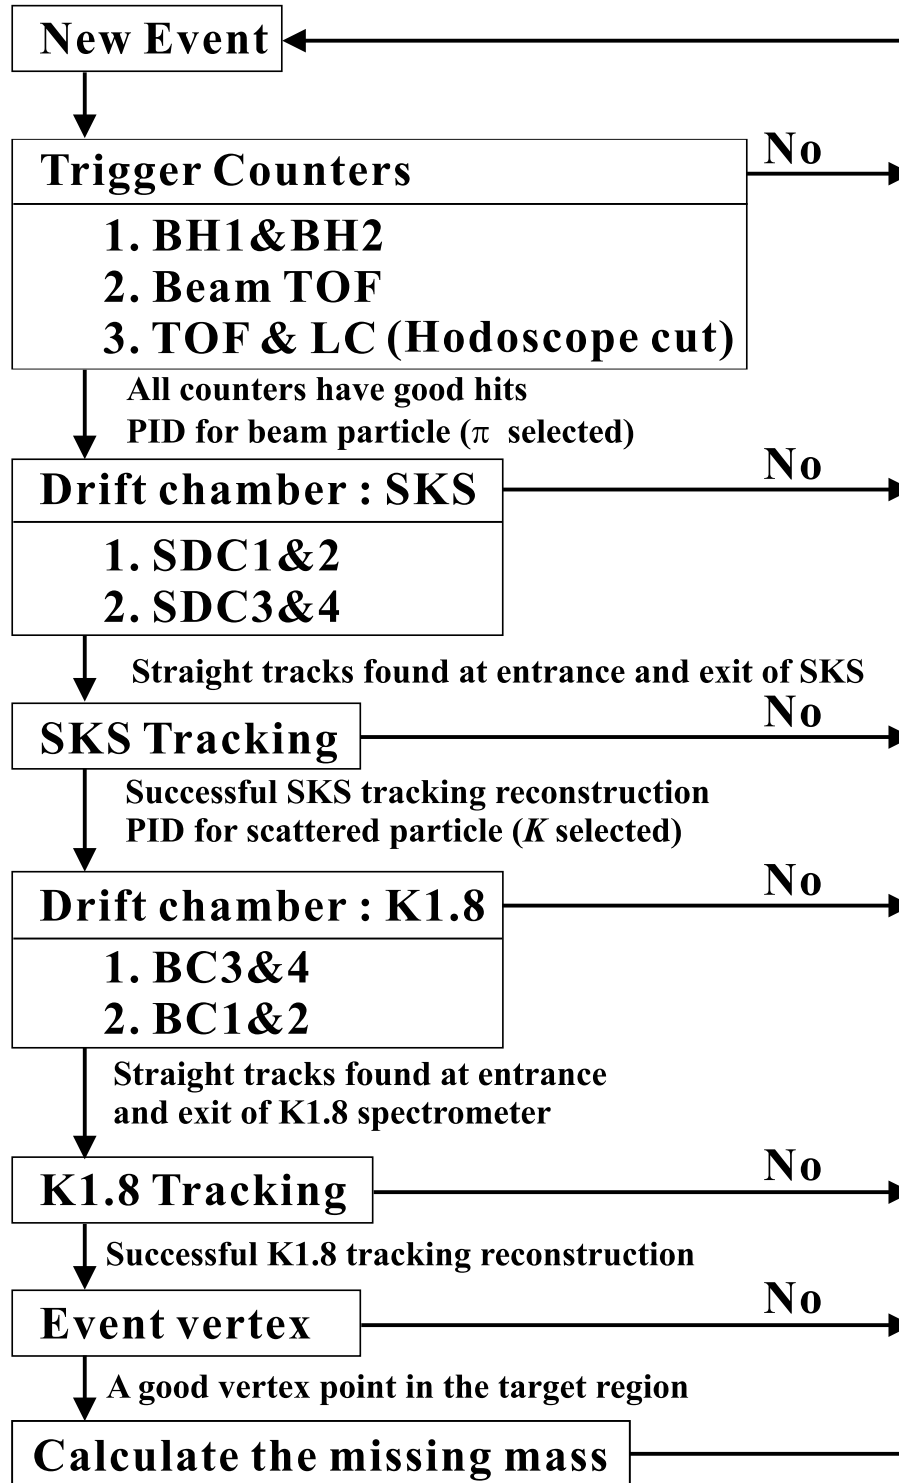 New Event
No
Trigger Counters
1. BH1&BH2
2. Beam TOF
3. TOF & LC (Hodoscope cut)
All counters have good hits
PID for beam particle (π selected)
No
Drift chamber : SKS
1. SDC1&2
2. SDC3&4
Straight tracks found at entrance and exit of SKS
No
SKS Tracking
Successful SKS tracking reconstruction
PID for scattered particle (K selected)
No
Drift chamber : K1.8
1. BC3&4
2. BC1&2
Straight tracks found at entrance
and exit of K1.8 spectrometer
No
K1.8 Tracking
Successful K1.8 tracking reconstruction
No
Event vertex
A good vertex point in the target region
Calculate the missing mass